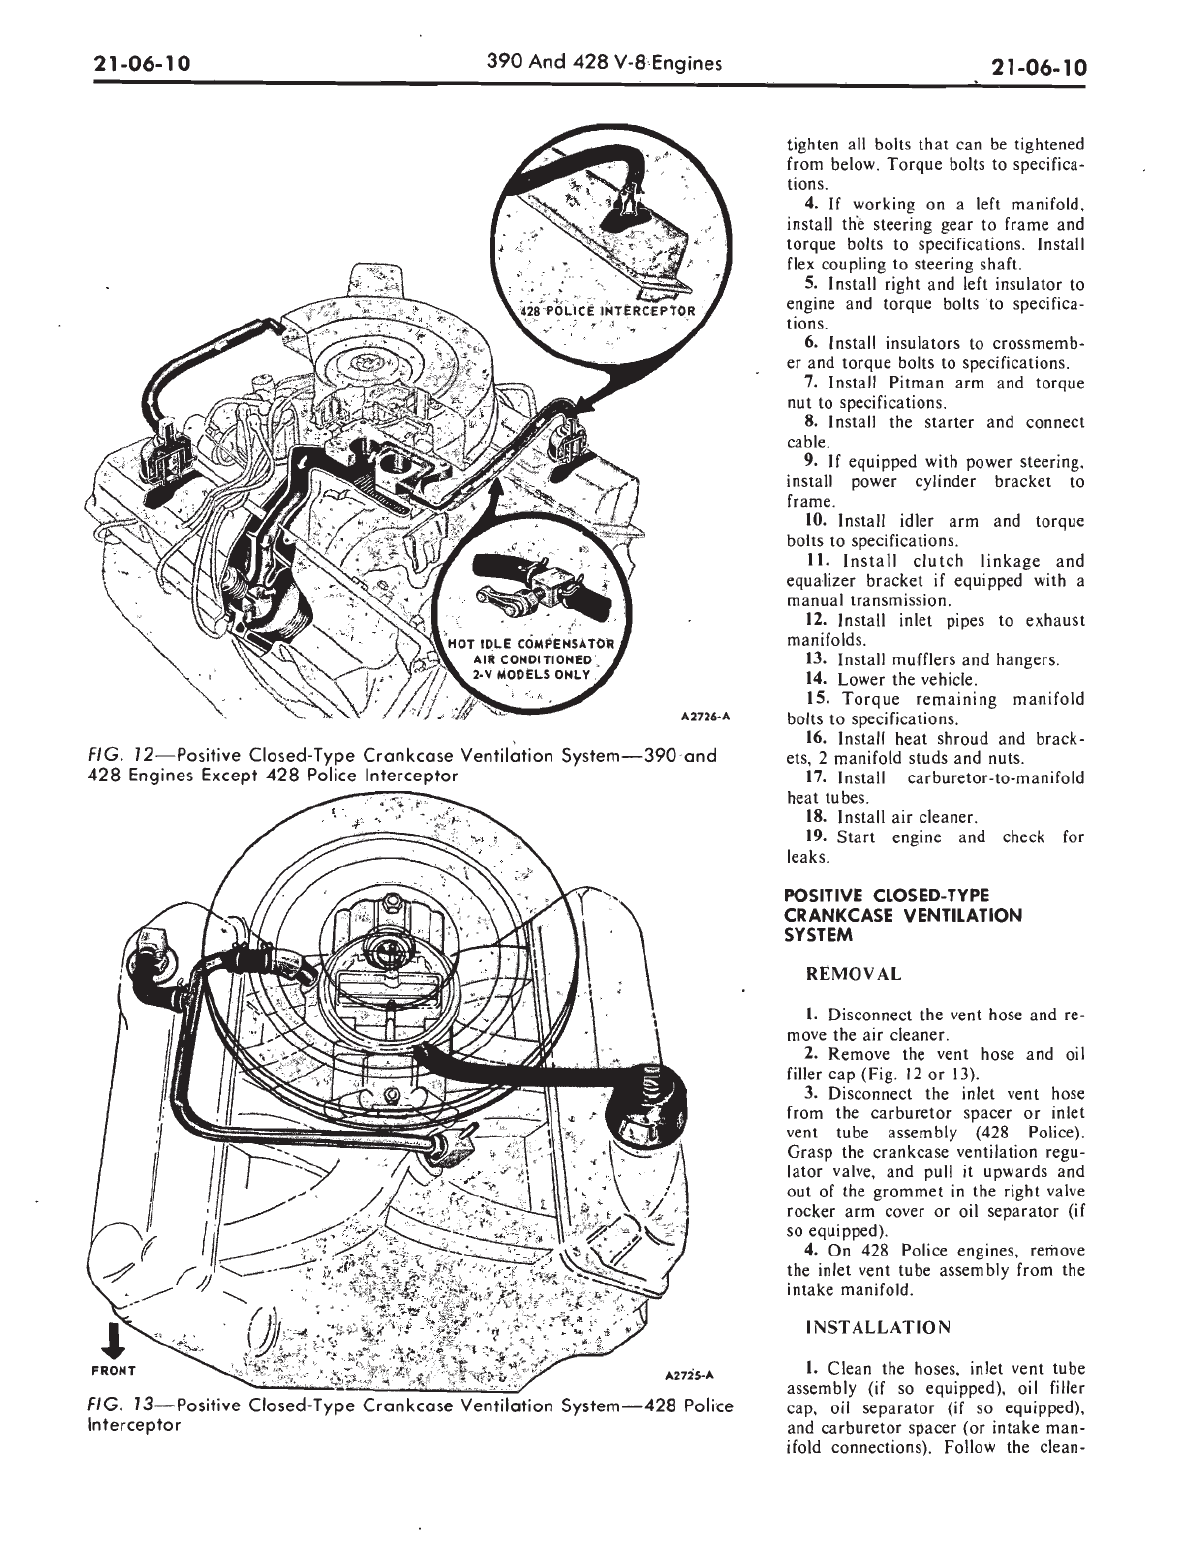 21-06-10
390 And 428 V-8 Engines
21-06-10
428 POLICE INTERCEPTOR
HOT IDLE COMPENSATOR
AIR CONDITIONED
2-V MODELS ONLY
A2726-A
FIG. 12—Positive Closed-Type Crankcase Ventilation System—390 and
428 Engines Except 428 Police Interceptor
FRONT
A2725-A
FIG. 13—Positive Closed-Type Crankcase Ventilation System—428 Police
Interceptor
tighten all bolts that can be tightened
from below. Torque bolts to specifica-
tions.
4. If working on a left manifold,
install the steering gear to frame and
torque bolts to specifications. Install
flex coupling to steering shaft.
5. Install right and left insulator to
engine and torque bolts to specifica-
tions.
6. Install insulators to crossmemb-
er and torque bolts to specifications.
7. Install Pitman arm and torque
nut to specifications.
8. Install the starter and connect
cable.
9. If equipped with power steering,
install power cylinder bracket to
frame.
10. Install idler arm and torque
bolts to specifications.
11. Install clutch linkage and
equalizer bracket if equipped with a
manual transmission.
12. Install inlet pipes to exhaust
manifolds.
13. Install mufflers and hangers.
14. Lower the vehicle.
15. Torque remaining manifold
bolts to specifications.
16. Install heat shroud and brack-
ets, 2 manifold studs and nuts.
17. Install carburetor-to-manifold
heat tubes.
18. Install air cleaner.
19. Start engine and check for
leaks.
POSITIVE CLOSED-TYPE
CRANKCASE VENTILATION
SYSTEM
REMOVAL
1. Disconnect the vent hose and re-
move the air cleaner.
2. Remove the vent hose and oil
filler cap (Fig. 12 or 13).
3. Disconnect the inlet vent hose
from the carburetor spacer or inlet
vent tube assembly (428 Police).
Grasp the crankcase ventilation regu-
lator valve, and pull it upwards and
out of the grommet in the right valve
rocker arm cover or oil separator (if
so equipped).
4. On 428 Police engines, remove
the inlet vent tube assembly from the
intake manifold.
INSTALLATION
1. Clean the hoses, inlet vent tube
assembly (if so equipped), oil filler
cap, oil separator (if so equipped),
and carburetor spacer (or intake man-
ifold connections). Follow the clean-